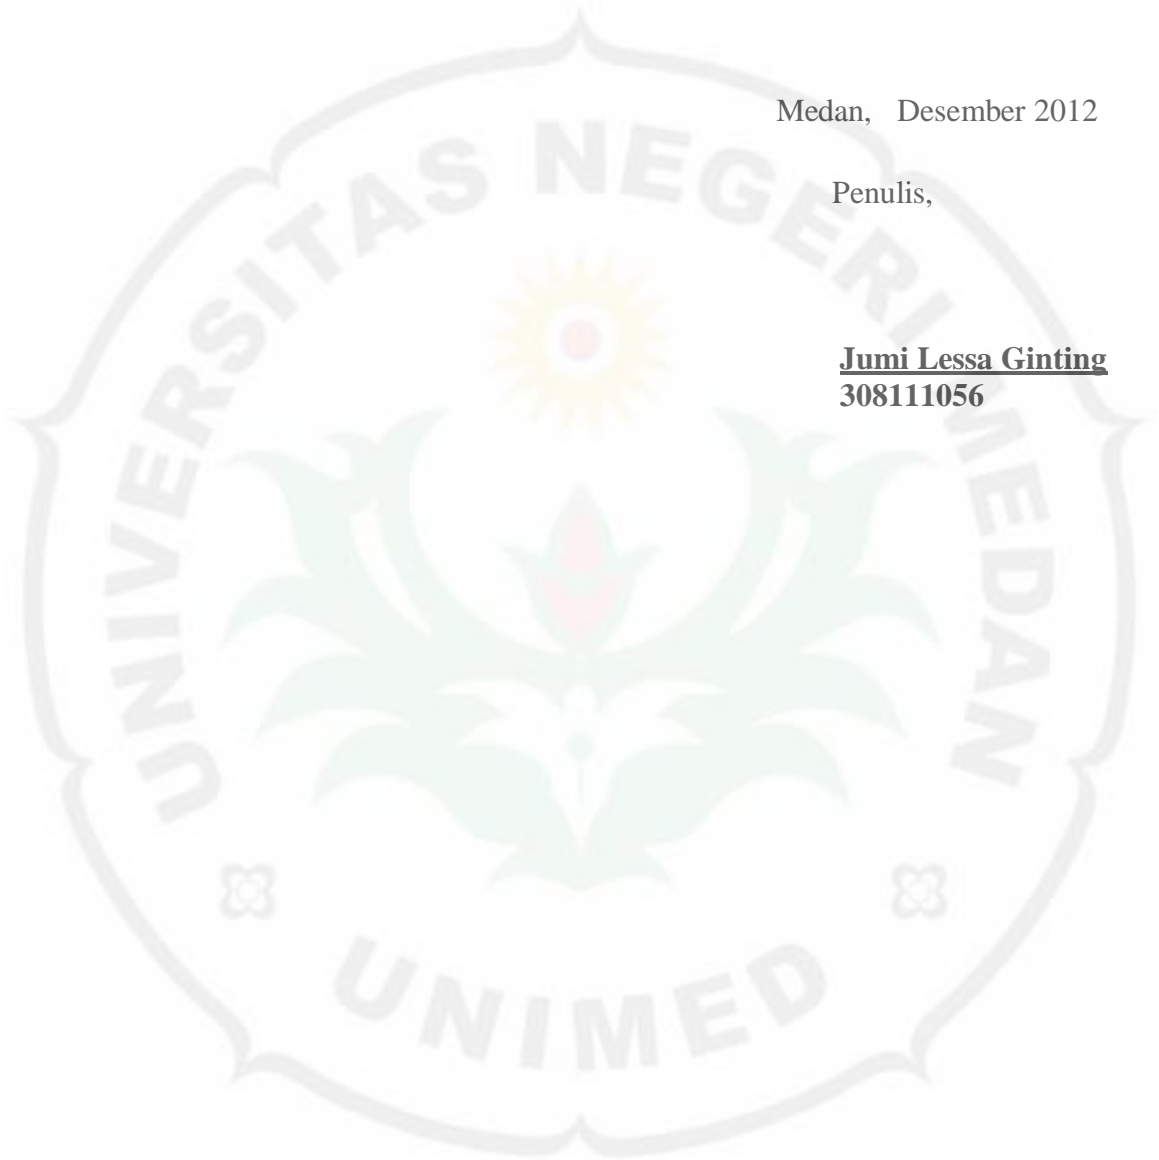 Medan, Desember 2012
Penulis,
Jumi Lessa Ginting
308111056
UNIVERSITAS NEGERI MEDAN
UNIMED